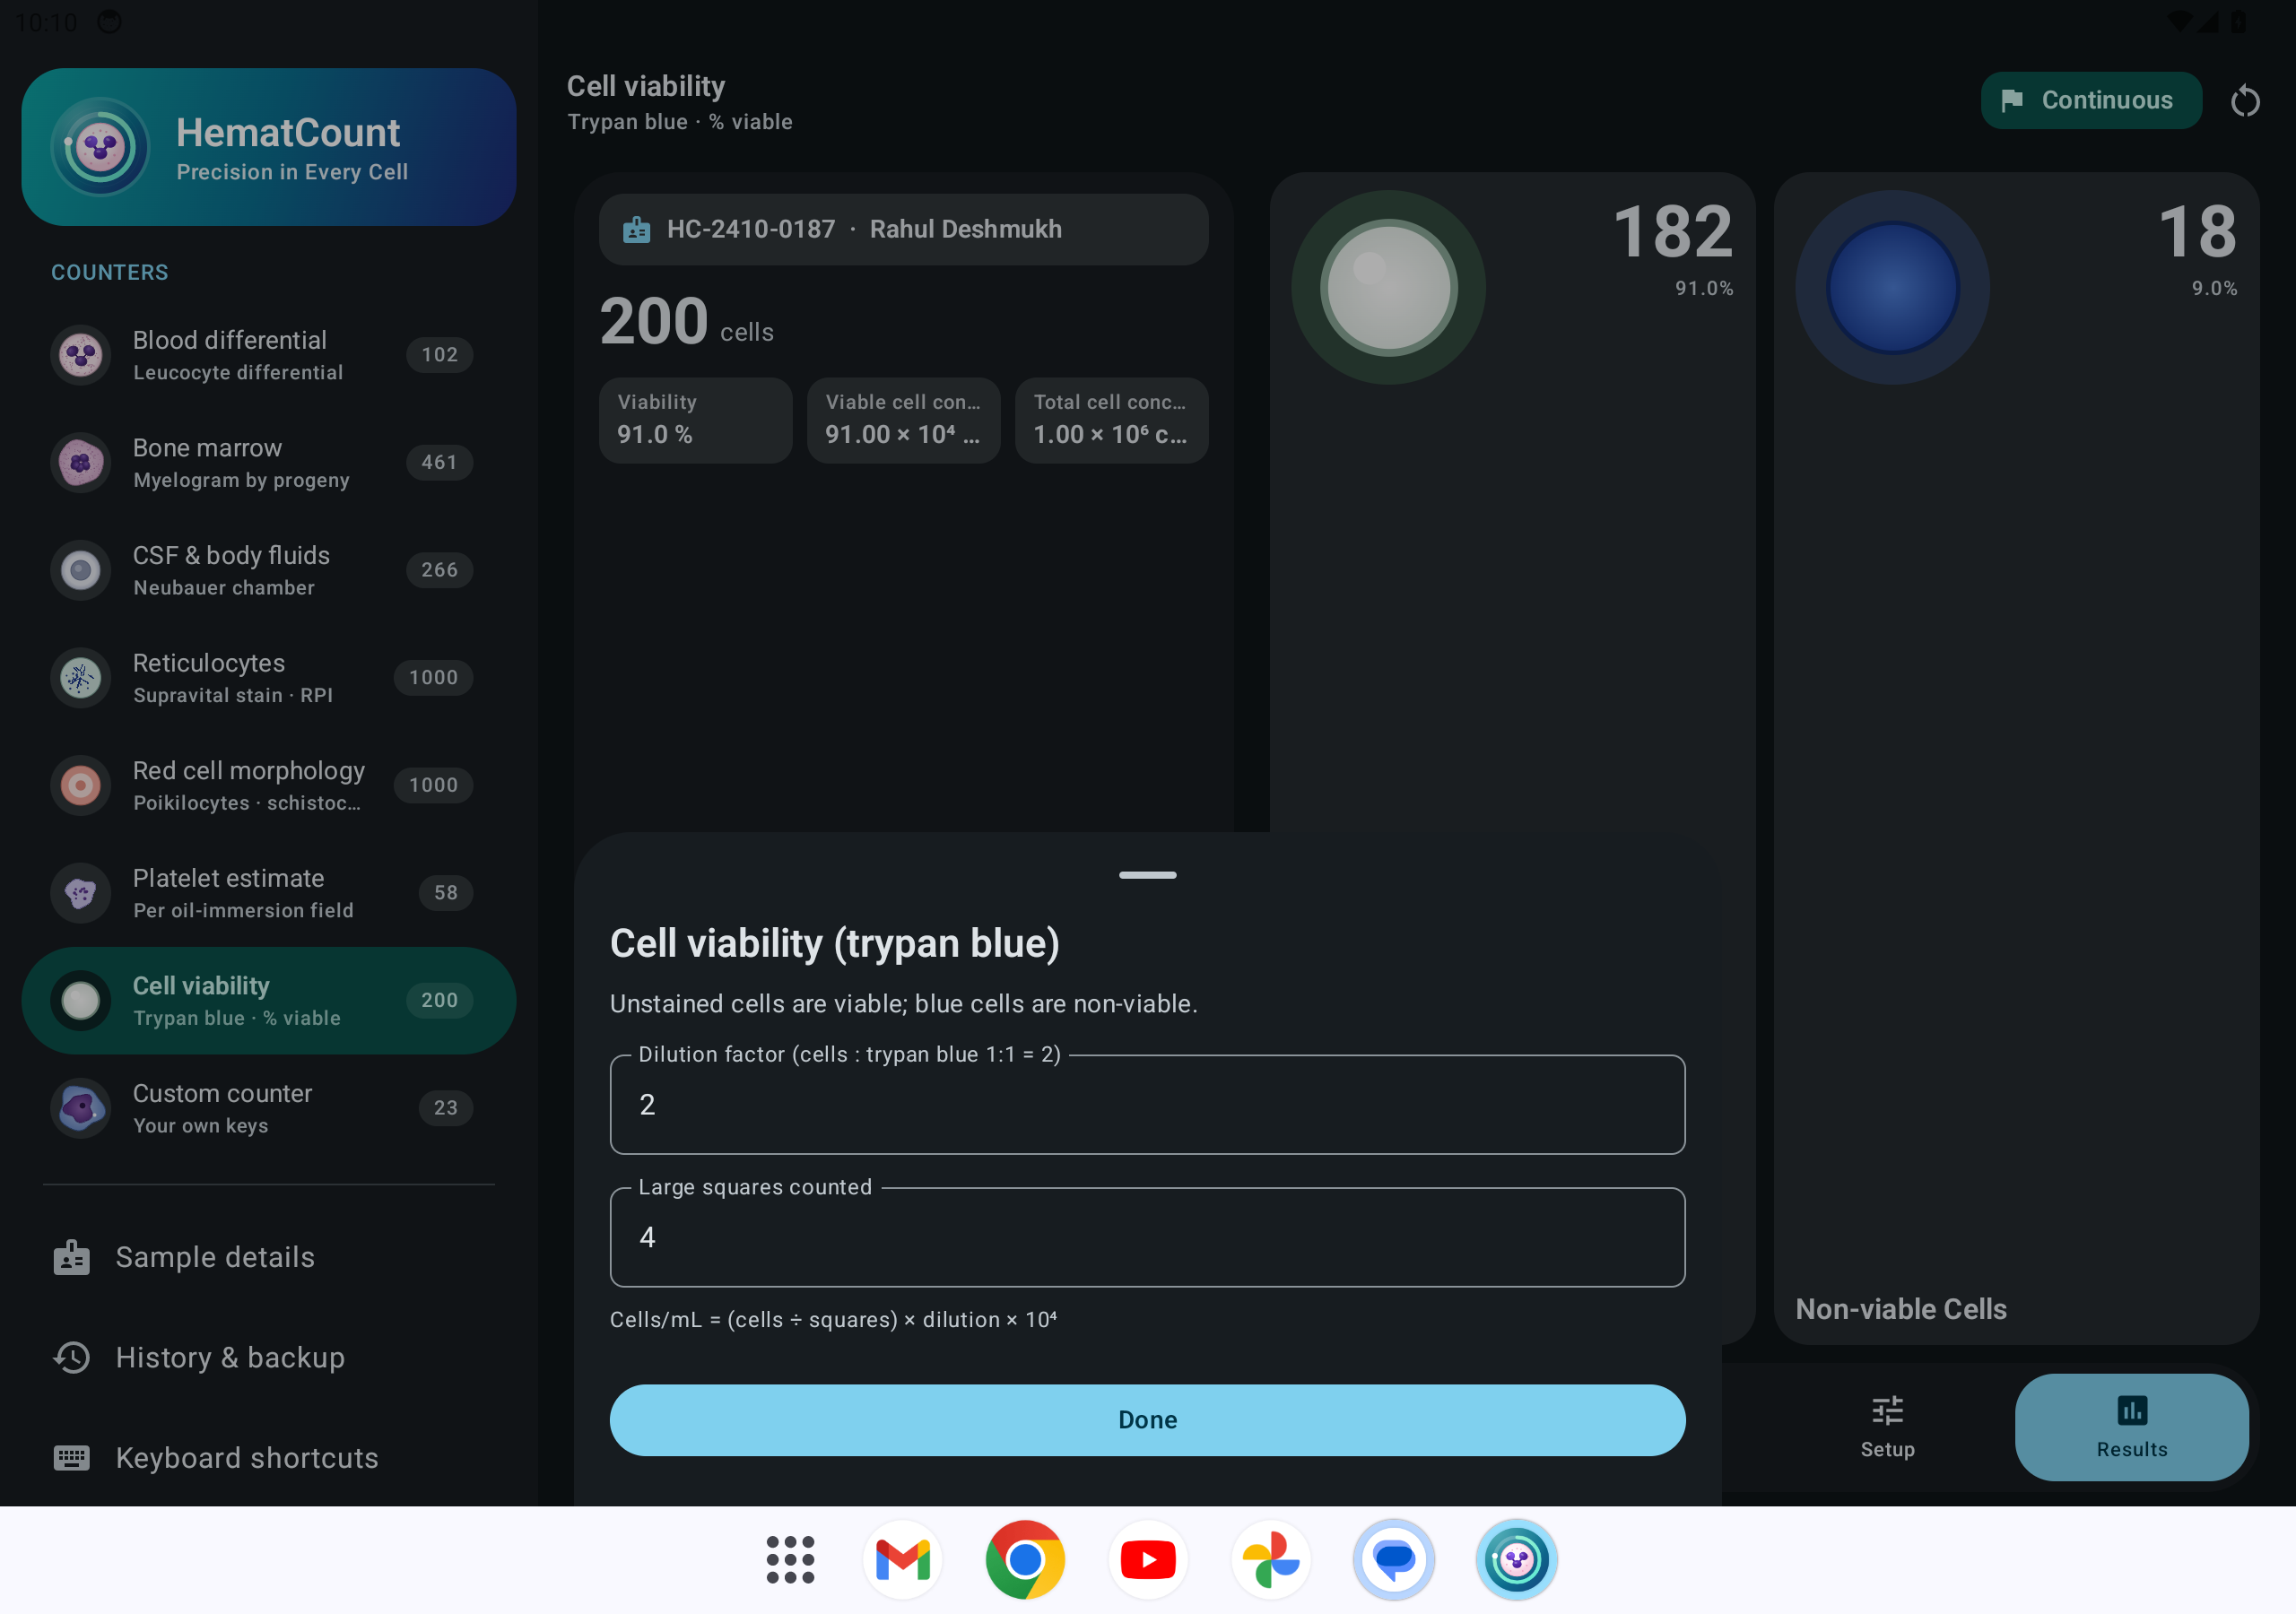 10:10
HematCount
Precision in Every Cell
COUNTERS
Blood differential
Leucocyte differential
102
Bone marrow
Myelogram by progeny
461
CSF & body fluids
Neubauer chamber
266
Reticulocytes
Supravital stain · RPI
1000
Red cell morphology
Poikilocytes · schistoc...
1000
Platelet estimate
Per oil-immersion field
58
Cell viability
Trypan blue · % viable
200
Custom counter
Your own keys
23
Sample details
History & backup
Keyboard shortcuts
Cell viability
Trypan blue · % viable
Continuous
HC-2410-0187 · Rahul Deshmukh
200 cells
Viability
91.0 %
Viable cell con...
91.00 × 10⁴ ...
Total cell conc...
1.00 × 10⁶ c...
182
91.0%
18
9.0%
Non-viable Cells
Cell viability (trypan blue)
Unstained cells are viable; blue cells are non-viable.
Dilution factor (cells : trypan blue 1:1 = 2)
2
Large squares counted
4
Cells/mL = (cells ÷ squares) × dilution × 10⁴
Done
Setup
Results